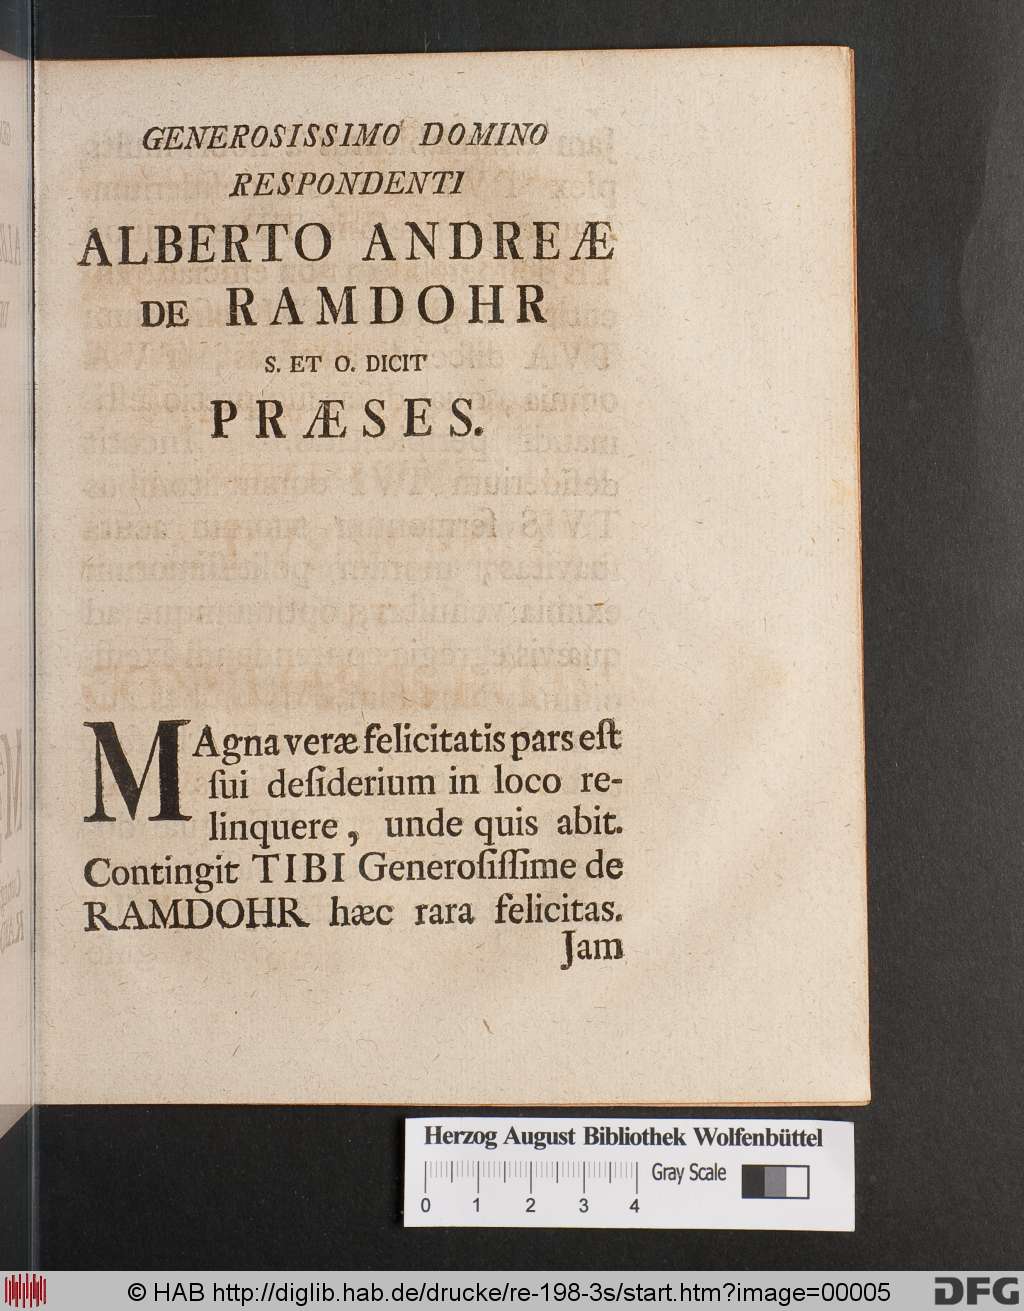 GENEROSISSIMO DOMINO
RESPONDENTI
ALBERTO ANDREÆ
DE RAMDOHR
S. ET O. DICIT
PRÆSES.
MAgna veræ felicitatis pars eſt
ſui deſiderium in loco re-
linquere, unde quis abit.
Contingit TIBI Generoſiſſime de
RAMDOHR hæc rara felicitas.
Jam
Herzog August Bibliothek Wolfenbüttel
Gray Scale
0 1 2 3 4
© HAB http://diglib.hab.de/drucke/re-198-3s/start.htm?image=00005
DFG